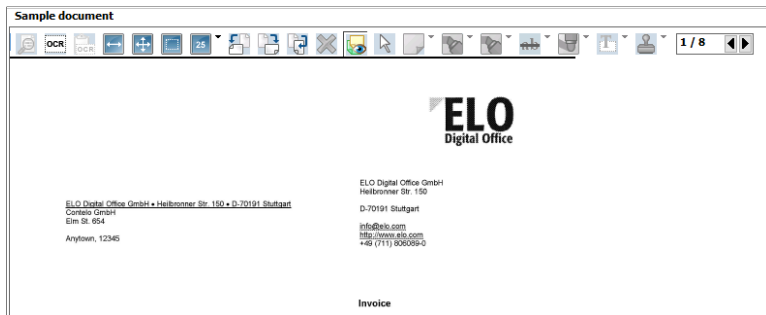 Sample document
OCR
OCR
25
ab
T
1 / 8
ELO
Digital Office
ELO Digital Office GmbH
Heilbronner Str. 150
D-70191 Stuttgart
info@elo.com
http://www.elo.com
+49 (711) 806089-0
ELO Digital Office GmbH • Heilbronner Str. 150 • D-70191 Stuttgart
Contelo GmbH
Elm St. 654
Anytown, 12345
Invoice